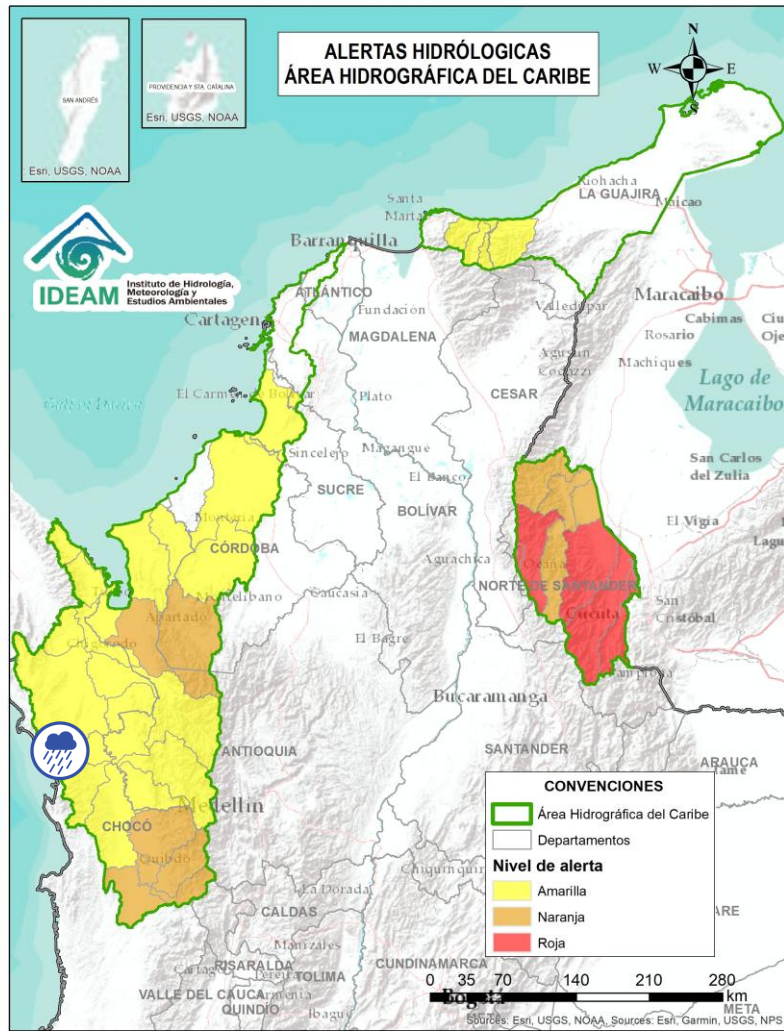 ALERTAS HIDRÓLOGICAS
ÁREA HIDROGRÁFICA DEL CARIBE
N
W
E
S
SAN ANDRÉS
Esri, USGS, NOAA
PROVIDENCIA Y STA. CATALINA
Esri, USGS, NOAA
IDEAM
Instituto de Hidrología,
Meteorología y
Estudios Ambientales
Riohacha
LA GUAJIRA
Maicao
Santa
Marta
Barranquilla
ATLÁNTICO
Fundación
Valledupar
Maracaibo
Cabimas
Rosario
Machiques
Cartagena
MAGDALENA
Agustín
Codazzi
CESAR
Lago de
Maracaibo
El Carmen de Bolívar
Plato
San Carlos
del Zulia
Sincelejo
Magangue
El Banco
SUCRE
BOLÍVAR
El Vigía
Montería
CÓRDOBA
Aguachica
Ocaña
NORTE DE SANTANDER
Montelibano
Caucasia
Cúcuta
San
Cristóbal
Apartado
El Bagre
Pamplona
Bucaramanga
ANTIOQUIA
SANTANDER
ARAUCA
Medellín
CHOCÓ
Quibdó
CONVENCIONES
Área Hidrográfica del Caribe
Departamentos
Nivel de alerta
Amarilla
Naranja
Roja
La Dorada
CALDAS
Manizales
RISARALDA
TOLIMA
CUNDINAMARCA
VALLE DEL CAUCA
Armenia
QUINDÍO
Ibague
Bogotá
META
META
0 35 70 140 210 280
km
Sources: Esri, USGS, NOAA, Sources: Esri, Garmin, USGS, NPS